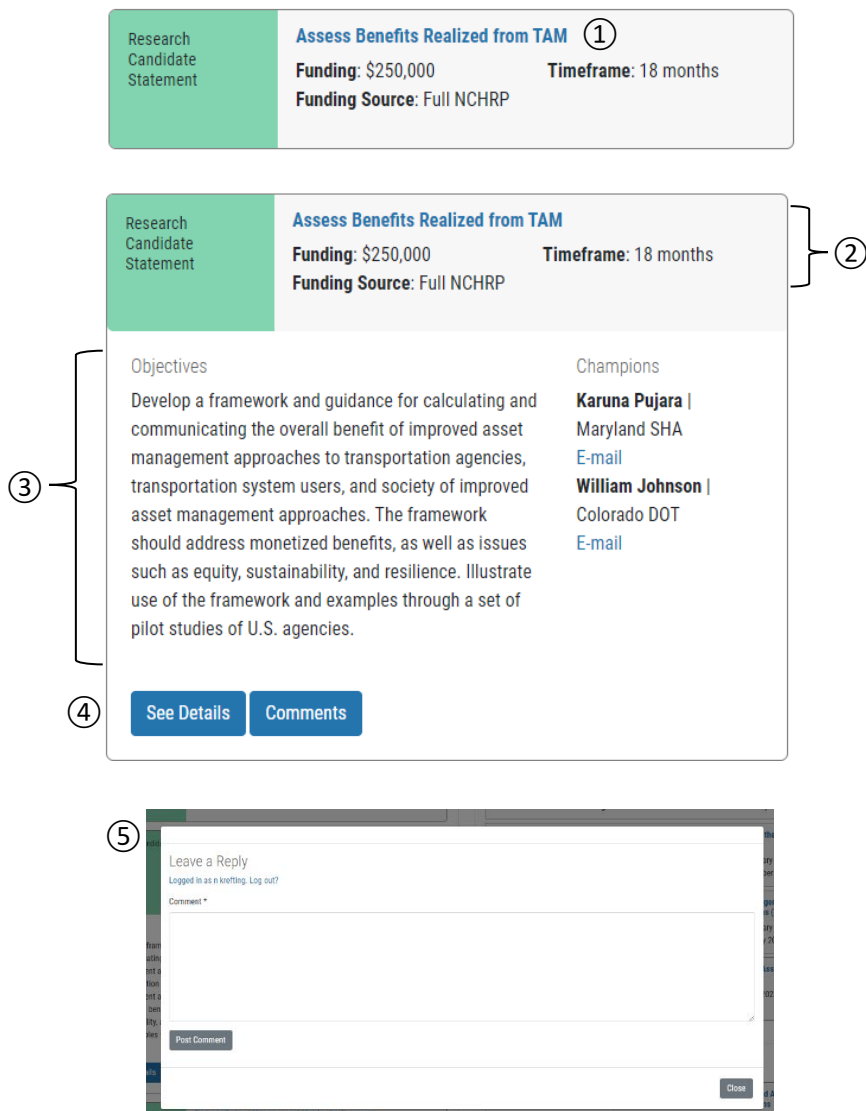 Research
Candidate
Statement
Assess Benefits Realized from TAM ①
Funding: $250,000 Timeframe: 18 months
Funding Source: Full NCHRP
Research
Candidate
Statement
Assess Benefits Realized from TAM
Funding: $250,000 Timeframe: 18 months
Funding Source: Full NCHRP
②
③
Objectives
Develop a framework and guidance for calculating and
communicating the overall benefit of improved asset
management approaches to transportation agencies,
transportation system users, and society of improved
asset management approaches. The framework
should address monetized benefits, as well as issues
such as equity, sustainability, and resilience. Illustrate
use of the framework and examples through a set of
pilot studies of U.S. agencies.
Champions
Karuna Pujara |
Maryland SHA
E-mail
William Johnson |
Colorado DOT
E-mail
④
See Details Comments
⑤
Leave a Reply
Logged in as n krefting. Log out?
Comment *
Post Comment
Close